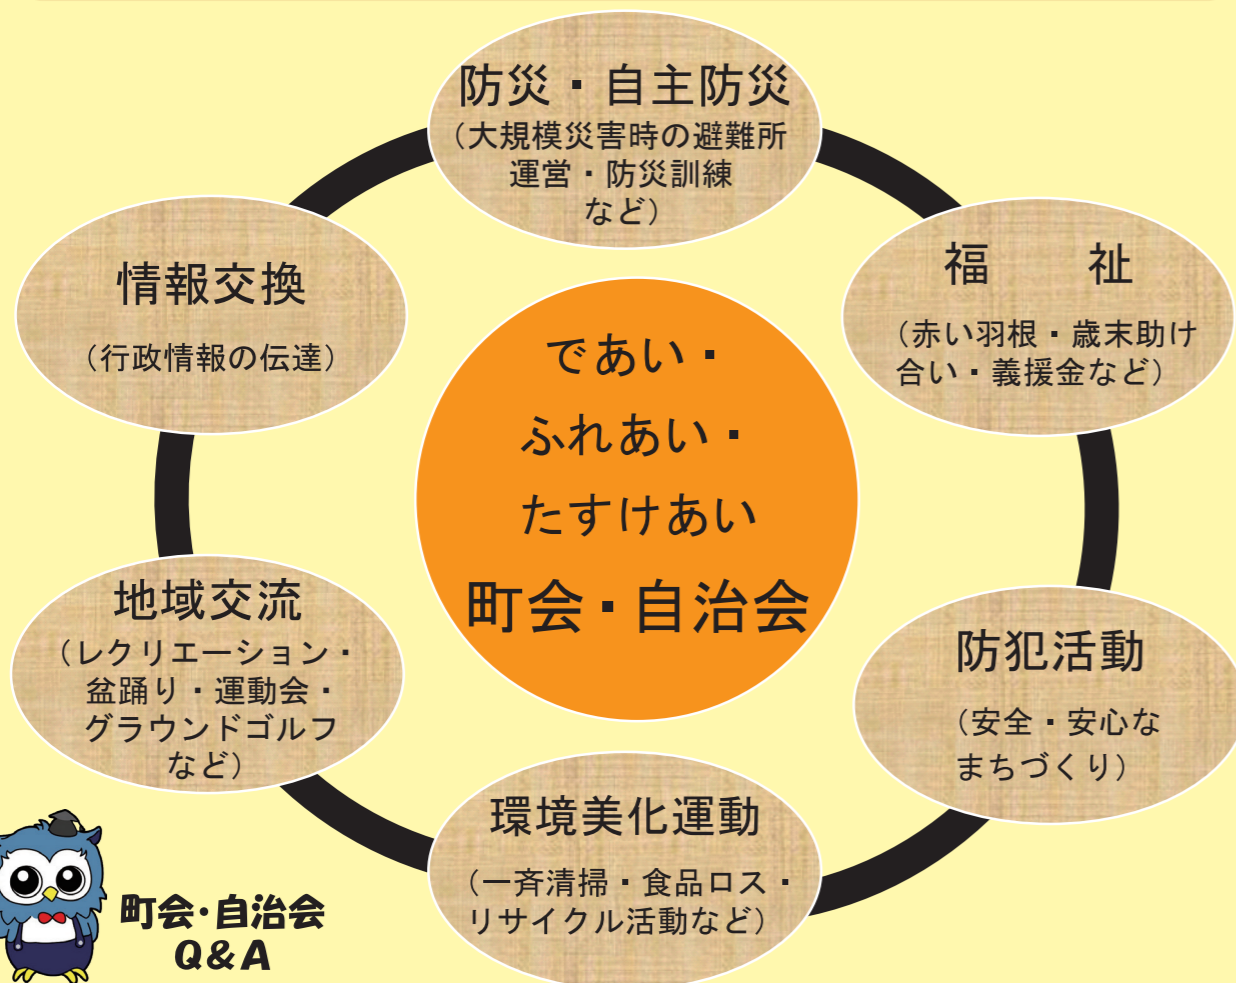 防災・自主防災
（大規模災害時の避難所
運営・防災訓練
など）
福　祉
（赤い羽根・歳末助け
合い・義援金など）
防犯活動
（安全・安心な
まちづくり）
環境美化運動
（一斉清掃・食品ロス・
リサイクル活動など）
地域交流
（レクリエーション・
盆踊り・運動会・
グラウンドゴルフ
など）
情報交換
（行政情報の伝達）
であい・
ふれあい・
たすけあい
町会・自治会
町会・自治会
Q&A